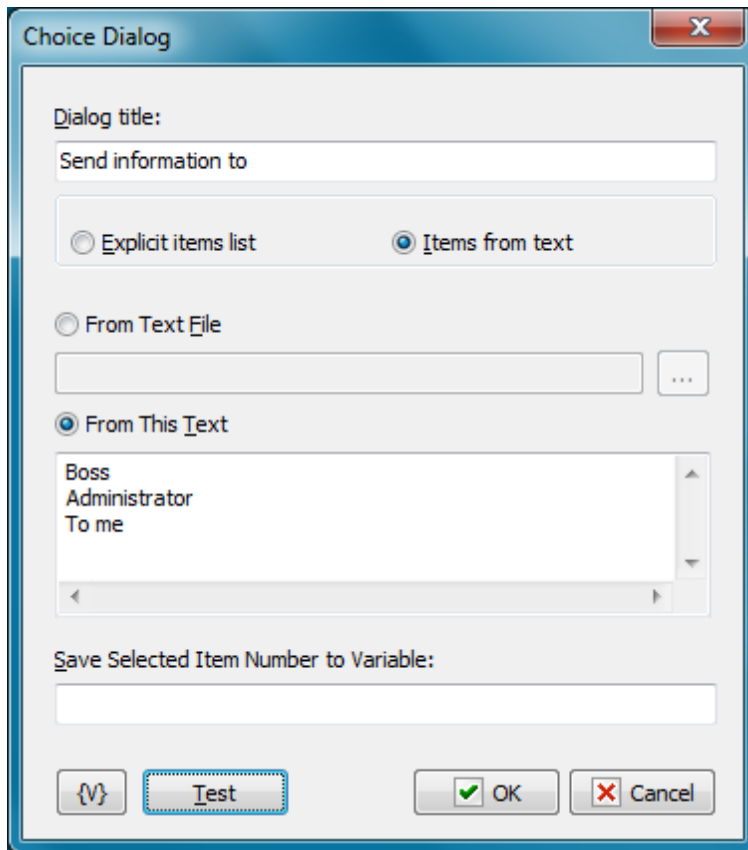 Choice Dialog
Dialog title:
Send information to
Explicit items list
Items from text
From Text File
...
From This Text
Boss
Administrator
To me
Save Selected Item Number to Variable:
{V}
Test
OK
Cancel